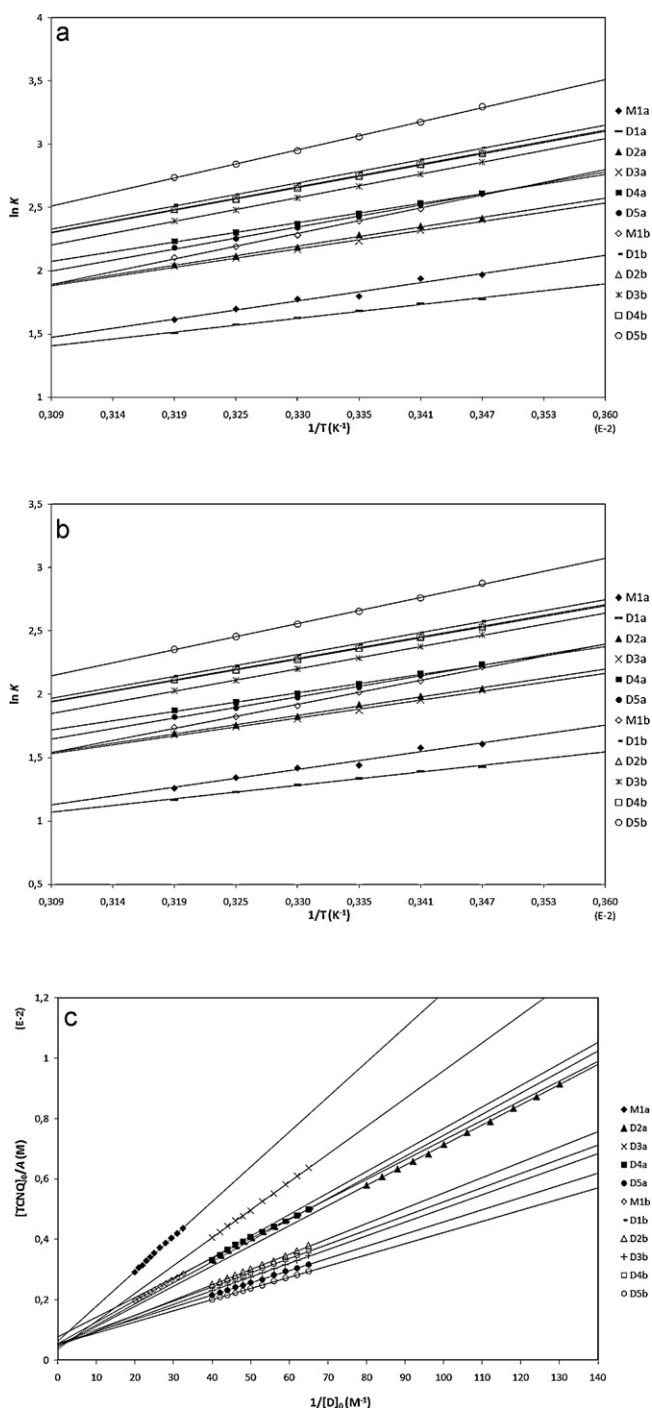 a
4
3,5
3
2,5
2
1,5
1
ln K
0,309 0,314 0,319 0,325 0,330 0,335 0,341 0,347 0,353 0,360
1/T (K-1) (E-2)
M1a
D1a
D2a
D3a
D4a
D5a
M1b
D1b
D2b
D3b
D4b
D5b
b
3,5
3
2,5
2
1,5
1
0,5
ln K
0,309 0,314 0,319 0,325 0,330 0,335 0,341 0,347 0,353 0,360
1/T (K-1) (E-2)
M1a
D1a
D2a
D3a
D4a
D5a
M1b
D1b
D2b
D3b
D4b
D5b
c
(E-2)
1,2
1
0,8
0,6
0,4
0,2
0
[TCNQ]0/A (M)
0 10 20 30 40 50 60 70 80 90 100 110 120 130 140
1/[D]0 (M-1)
M1a
D2a
D3a
D4a
D5a
M1b
D1b
D2b
D3b
D4b
D5b